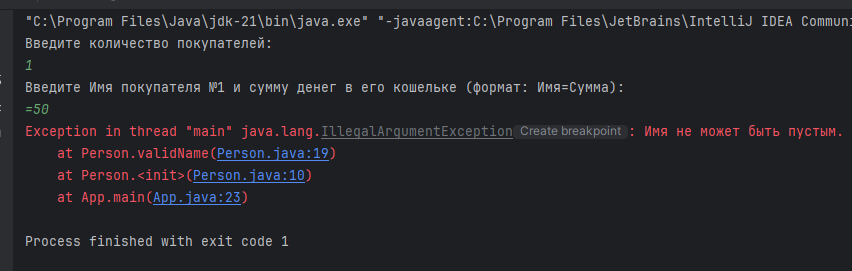 "C:\Program Files\Java\jdk-21\bin\java.exe" "-javaagent:C:\Program Files\JetBrains\IntelliJ IDEA Communi
Введите количество покупателей:
1
Введите Имя покупателя №1 и сумму денег в его кошельке (формат: Имя=Сумма):
=50
Exception in thread "main" java.lang.IllegalArgumentException Create breakpoint : Имя не может быть пустым.
at Person.validName(Person.java:19)
at Person.<init>(Person.java:10)
at App.main(App.java:23)
Process finished with exit code 1